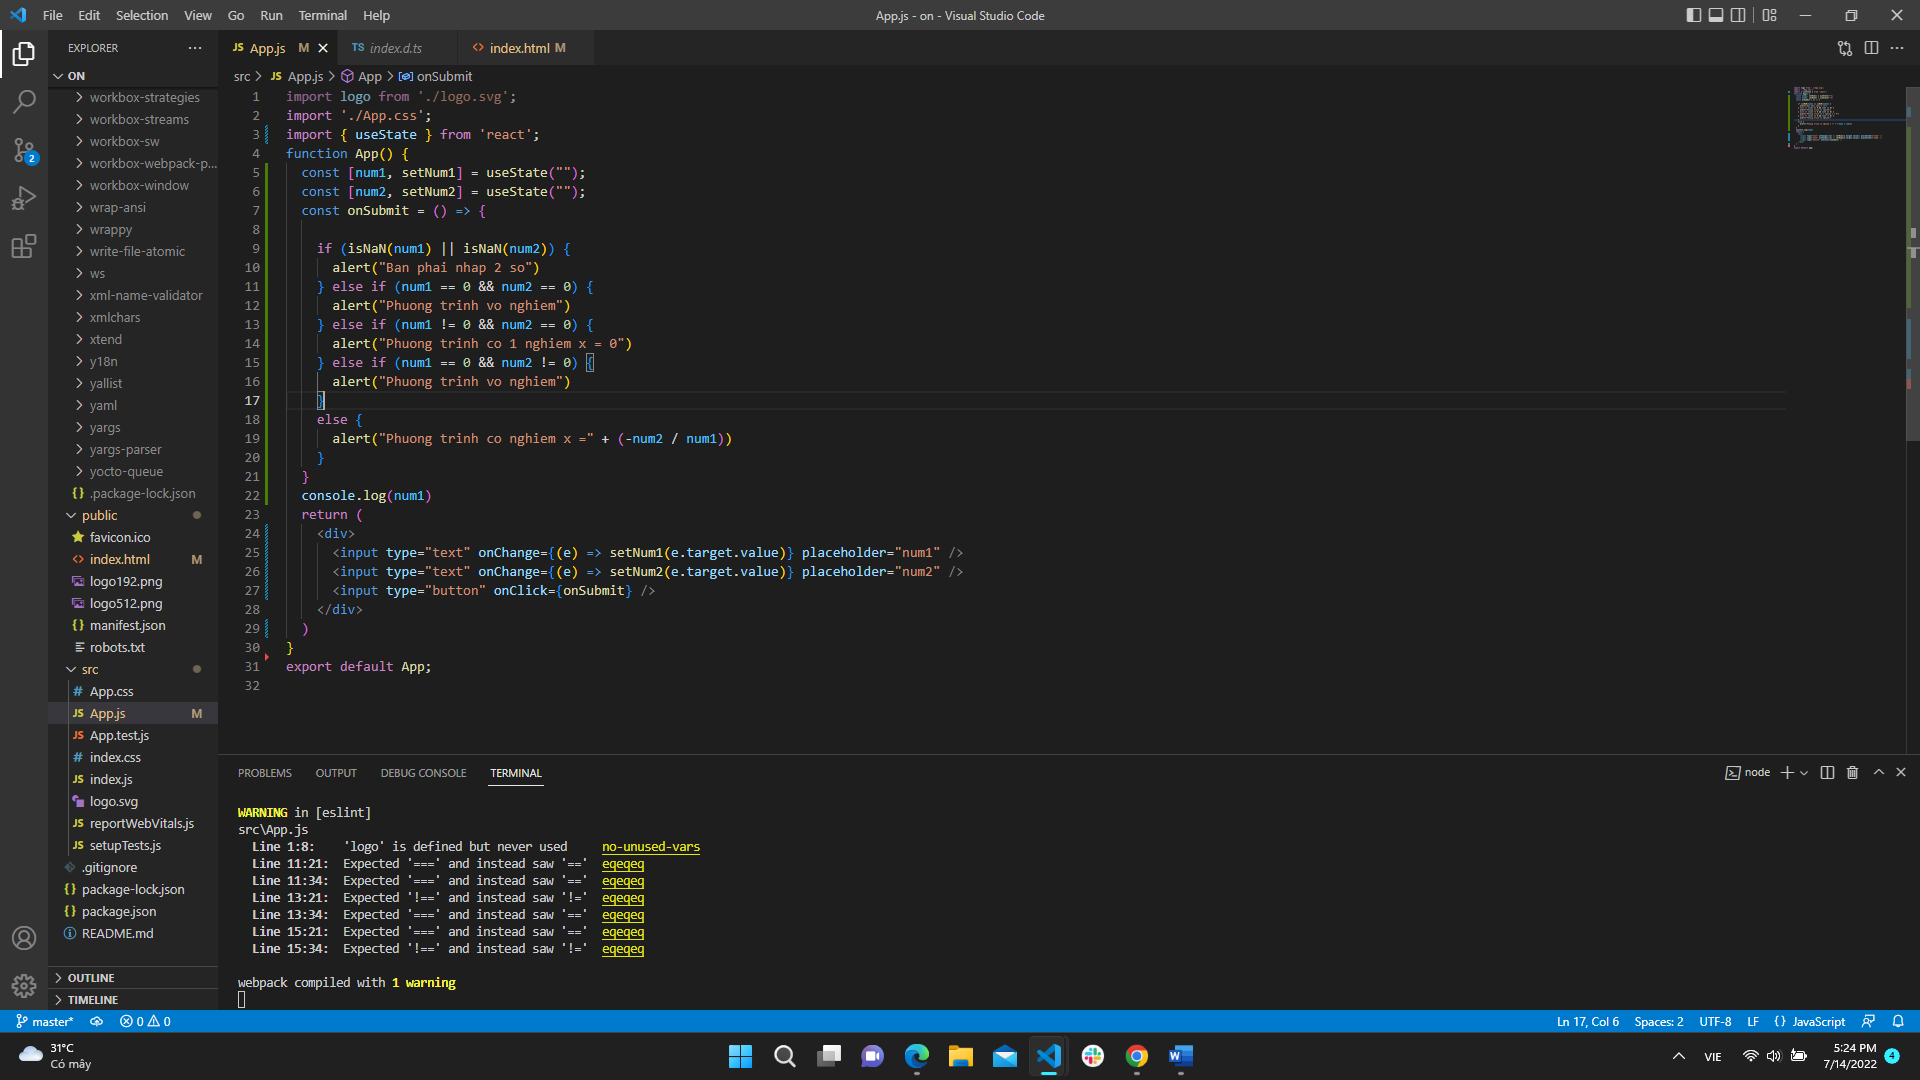 File Edit Selection View Go Run Terminal Help
App.js - on - Visual Studio Code
EXPLORER
JS App.js M
TS index.d.ts
<> index.html M
ON
src > JS App.js > App > onSubmit
workbox-strategies
workbox-streams
workbox-sw
workbox-webpack-p...
workbox-window
wrap-ansi
wrappy
write-file-atomic
ws
xml-name-validator
xmlchars
xtend
y18n
yallist
yaml
yargs
yargs-parser
yocto-queue
{} .package-lock.json
public
favicon.ico
<> index.html M
logo192.png
logo512.png
{} manifest.json
robots.txt
src
# App.css
JS App.js M
JS App.test.js
# index.css
JS index.js
logo.svg
JS reportWebVitals.js
JS setupTests.js
.gitignore
{} package-lock.json
{} package.json
README.md
OUTLINE
TIMELINE
2
1 import logo from './logo.svg';
2 import './App.css';
3 import { useState } from 'react';
4 function App() {
5 const [num1, setNum1] = useState("");
6 const [num2, setNum2] = useState("");
7 const onSubmit = () => {
8
9 if (isNaN(num1) || isNaN(num2)) {
10 alert("Ban phai nhap 2 so")
11 } else if (num1 == 0 && num2 == 0) {
12 alert("Phuong trinh vo nghiem")
13 } else if (num1 != 0 && num2 == 0) {
14 alert("Phuong trinh co 1 nghiem x = 0")
15 } else if (num1 == 0 && num2 != 0) {
16 alert("Phuong trinh vo nghiem")
17 }
18 else {
19 alert("Phuong trinh co nghiem x =" + (-num2 / num1))
20 }
21 }
22 console.log(num1)
23 return (
24 <div>
25 <input type="text" onChange={(e) => setNum1(e.target.value)} placeholder="num1" />
26 <input type="text" onChange={(e) => setNum2(e.target.value)} placeholder="num2" />
27 <input type="button" onClick={onSubmit} />
28 </div>
29 )
30 }
31 export default App;
32
PROBLEMS OUTPUT DEBUG CONSOLE TERMINAL
node
WARNING in [eslint]
src\App.js
Line 1:8: 'logo' is defined but never used no-unused-vars
Line 11:21: Expected '===' and instead saw '==' eqeqeq
Line 11:34: Expected '===' and instead saw '==' eqeqeq
Line 13:21: Expected '!==' and instead saw '!=' eqeqeq
Line 13:34: Expected '===' and instead saw '==' eqeqeq
Line 15:21: Expected '===' and instead saw '==' eqeqeq
Line 15:34: Expected '!==' and instead saw '!=' eqeqeq
webpack compiled with 1 warning
master* 0 0
Ln 17, Col 6 Spaces: 2 UTF-8 LF {} JavaScript
31°C
Có mây
VIE
5:24 PM
7/14/2022
4